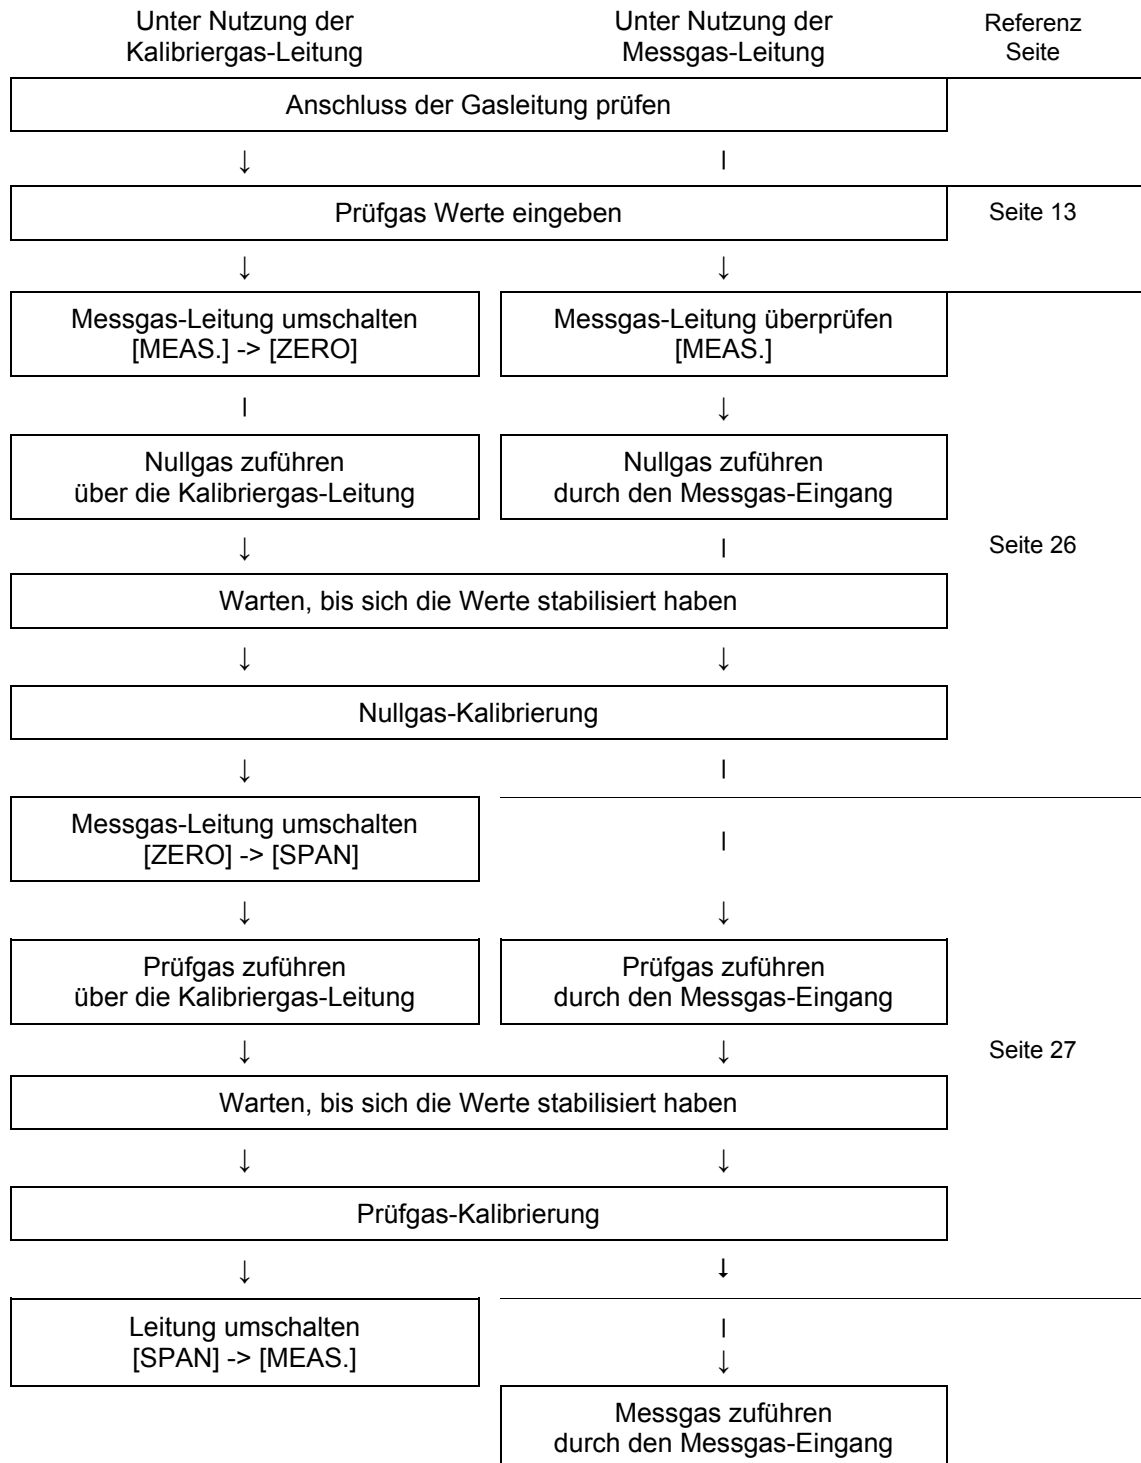 Unter Nutzung der
Kalibriergas-Leitung
Unter Nutzung der
Messgas-Leitung
Referenz
Seite
Anschluss der Gasleitung prüfen
↓ |
Prüfgas Werte eingeben
Seite 13
↓ ↓
Messgas-Leitung umschalten
[MEAS.] -> [ZERO]
Messgas-Leitung überprüfen
[MEAS.]
| ↓
Nullgas zuführen
über die Kalibriergas-Leitung
Nullgas zuführen
durch den Messgas-Eingang
↓ |
Seite 26
Warten, bis sich die Werte stabilisiert haben
↓ ↓
Nullgas-Kalibrierung
↓ |
Messgas-Leitung umschalten
[ZERO] -> [SPAN]
|
↓ ↓
Prüfgas zuführen
über die Kalibriergas-Leitung
Prüfgas zuführen
durch den Messgas-Eingang
↓ ↓
Seite 27
Warten, bis sich die Werte stabilisiert haben
↓ ↓
Prüfgas-Kalibrierung
↓ ↓
Leitung umschalten
[SPAN] -> [MEAS.]
|
↓
Messgas zuführen
durch den Messgas-Eingang